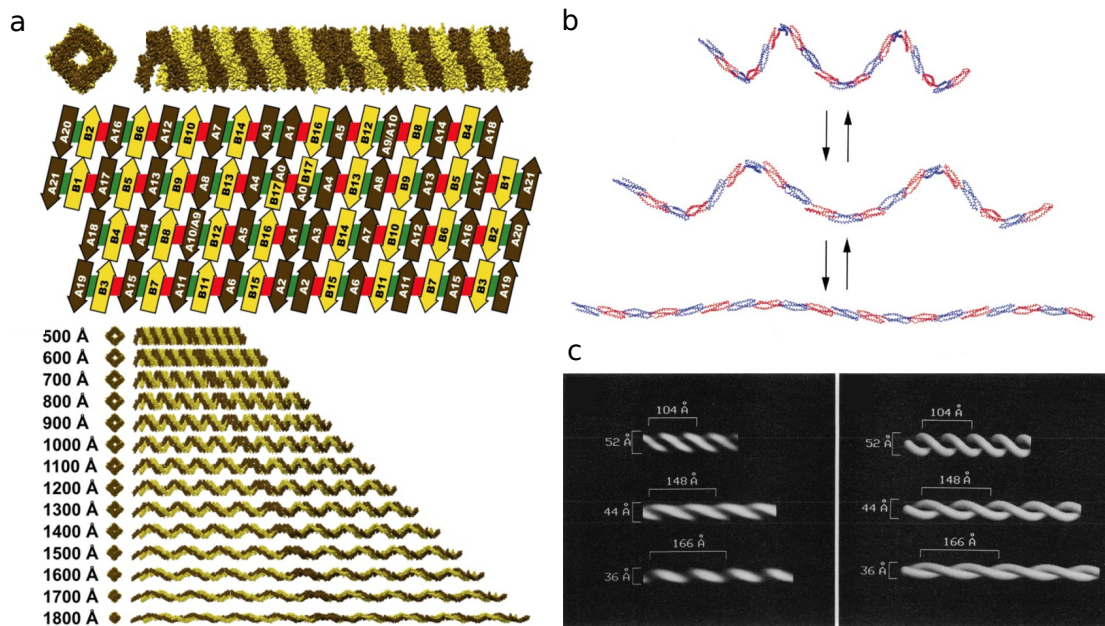 a
A20 B2 A16 B6 A12 B10 A7 B14 A3 A1 B16 A5 B12 A9/A10 B8 A14 B4 A18
A21 B1 A17 B5 A13 B9 A8 B13 A4 B17 A0 A0 B17 A4 B13 A8 B9 A13 B5 A17 B1 A21
A18 B4 A14 B8 A10/A9 B12 A5 B16 A1 A3 B14 A7 B10 A12 B6 A16 B2 A20
A19 B3 A15 B7 A11 B11 A6 B15 A2 A2 B15 A6 B11 A11 B7 A15 B3 A19
500 Å
600 Å
700 Å
800 Å
900 Å
1000 Å
1100 Å
1200 Å
1300 Å
1400 Å
1500 Å
1600 Å
1700 Å
1800 Å
b
c
104 Å
52 Å
148 Å
44 Å
166 Å
36 Å
104 Å
52 Å
148 Å
44 Å
166 Å
36 Å